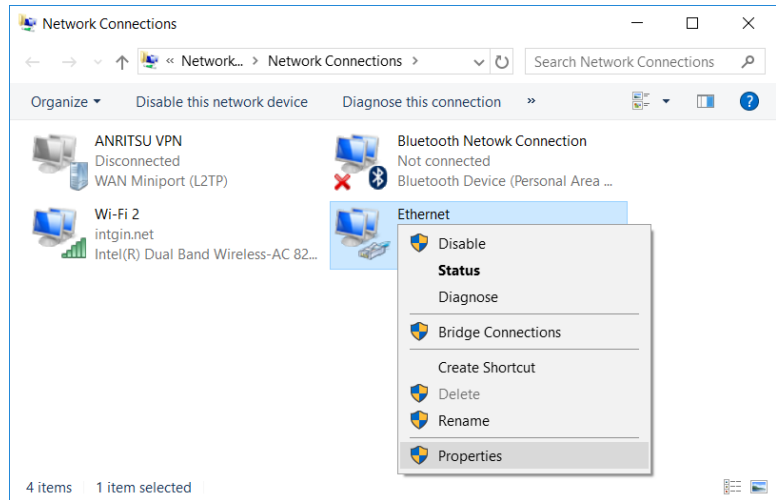 Network Connections
« Network... > Network Connections >
Search Network Connections
Organize
Disable this network device
Diagnose this connection
»
?
ANRITSU VPN
Disconnected
WAN Miniport (L2TP)
Bluetooth Netowk Connection
Not connected
Bluetooth Device (Personal Area ...
Wi-Fi 2
intgin.net
Intel(R) Dual Band Wireless-AC 82...
Ethernet
Disable
Status
Diagnose
Bridge Connections
Create Shortcut
Delete
Rename
Properties
4 items
1 item selected